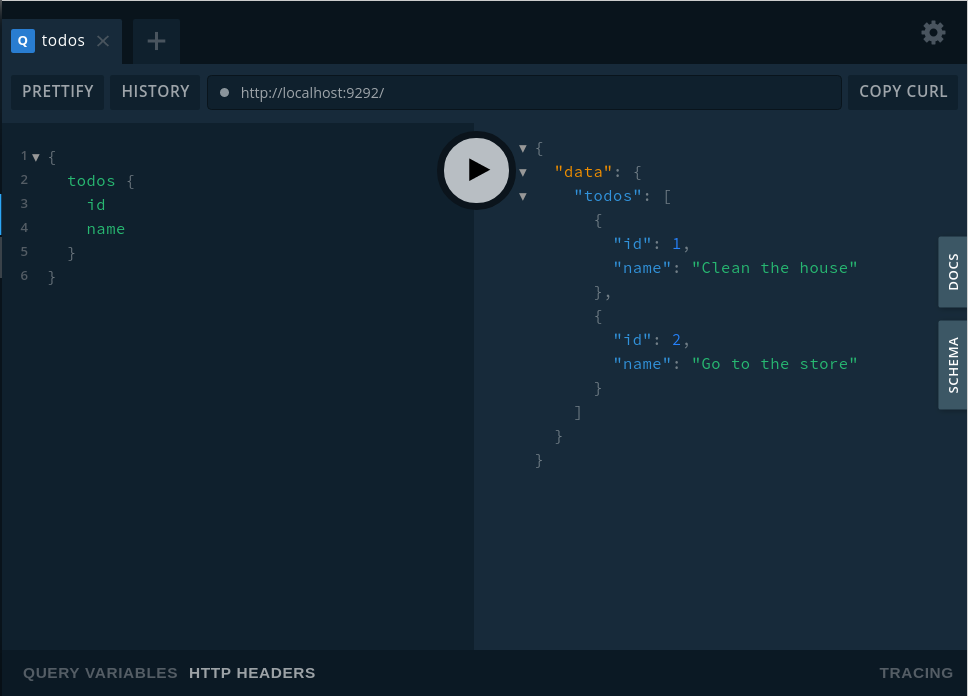 Q todos
PRETTIFY HISTORY http://localhost:9292/ COPY CURL
1 {
2 todos {
3 id
4 name
5 }
6 }
{
"data": {
"todos": [
{
"id": 1,
"name": "Clean the house"
},
{
"id": 2,
"name": "Go to the store"
}
]
}
}
DOCS
SCHEMA
QUERY VARIABLES HTTP HEADERS TRACING